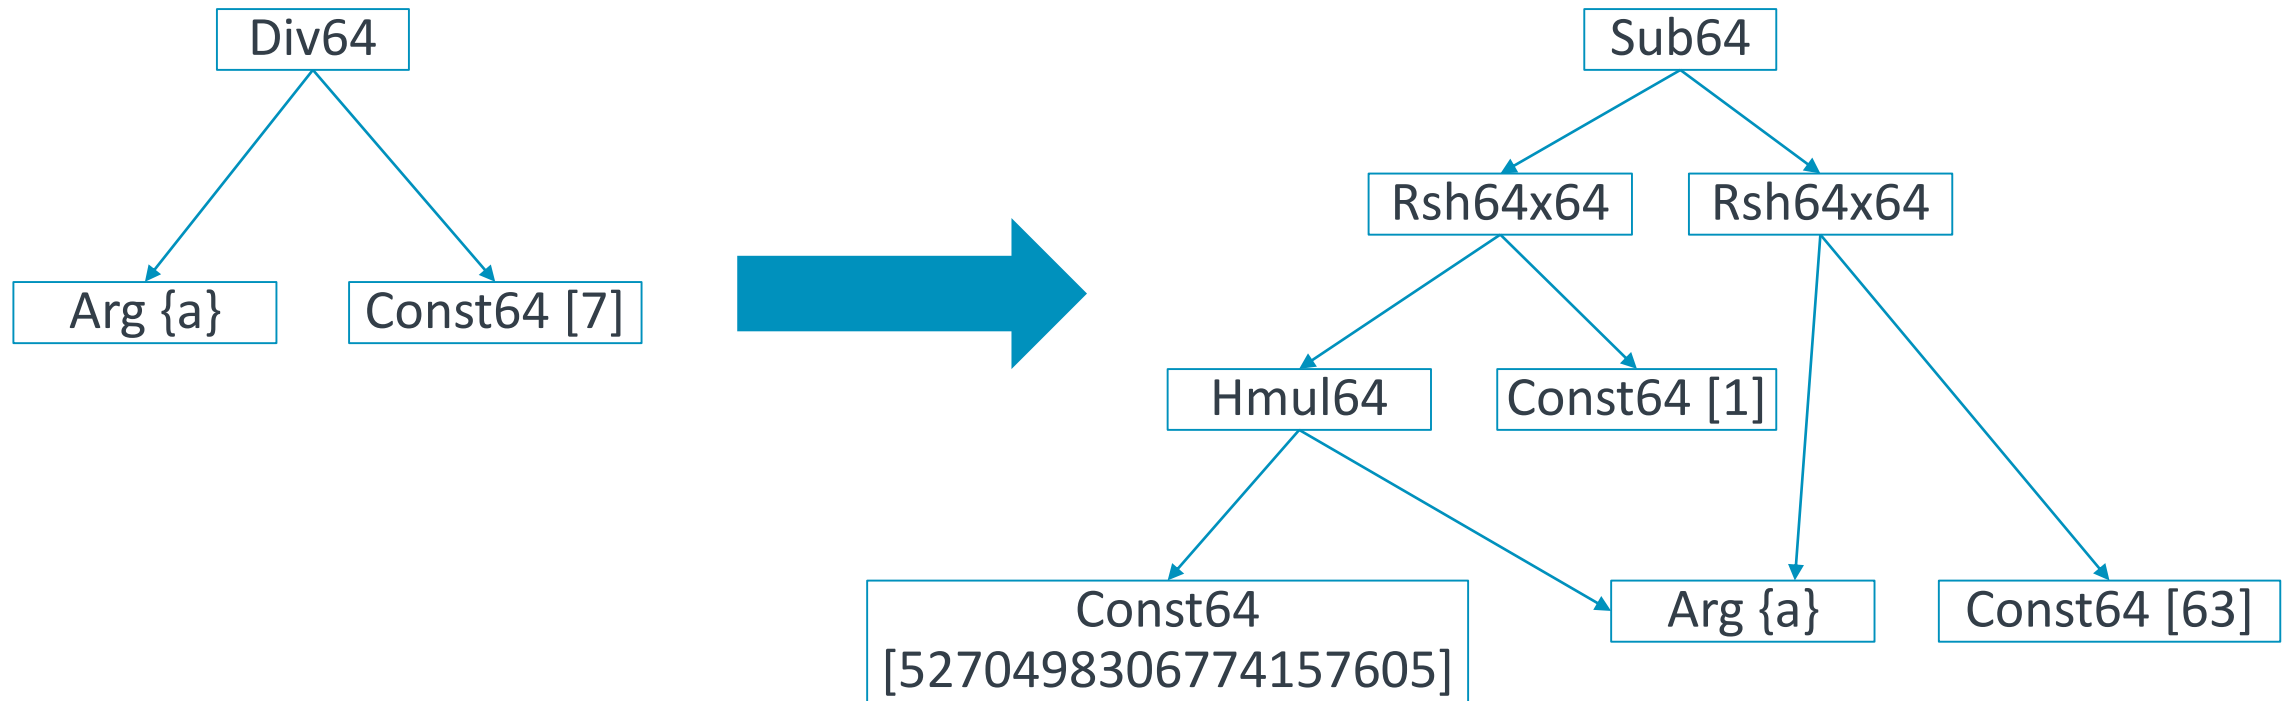 Div64
Arg {a}
Const64 [7]
Sub64
Rsh64x64
Rsh64x64
Hmul64
Const64 [1]
Const64
[5270498306774157605]
Arg {a}
Const64 [63]